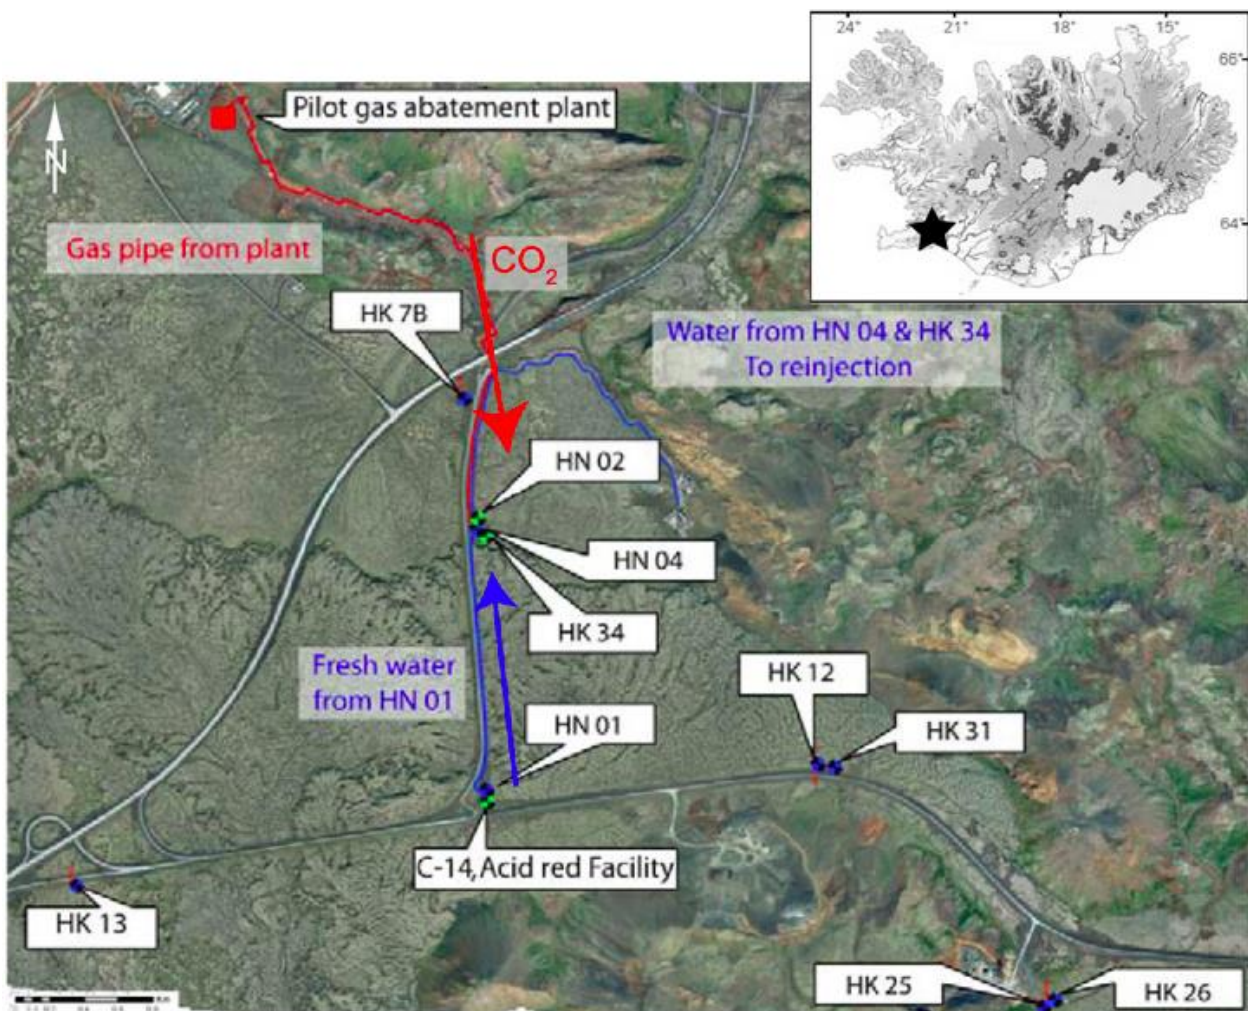 24°
21°
18°
15°
66°
64°
Pilot gas abatement plant
N
Gas pipe from plant
CO₂
HK 7B
Water from HN 04 & HK 34
To reinjection
HN 02
HN 04
HK 34
Fresh water
from HN 01
HN 01
HK 12
HK 31
C-14,Acid red Facility
HK 13
HK 25
HK 26